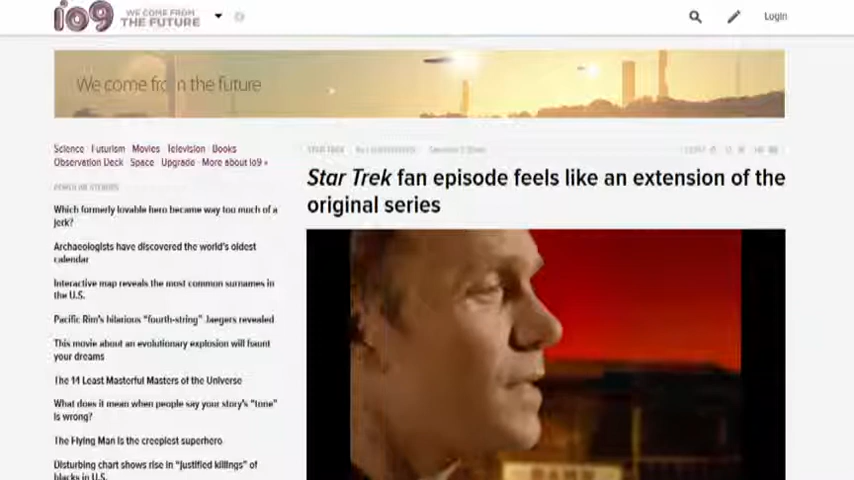 io9 WE COME FROM
THE FUTURE
Login
We come from the future
Science Futurism Movies Television Books
Observation Deck Space Upgrade More about io9 »
POPULAR STORIES
Which formerly lovable hero became way too much of a
jerk?
Archaeologists have discovered the world's oldest
calendar
Interactive map reveals the most common surnames in
the U.S.
Pacific Rim's hilarious "fourth-string" Jaegers revealed
This movie about an evolutionary explosion will haunt
your dreams
The 14 Least Masterful Masters of the Universe
What does it mean when people say your story's "tone"
is wrong?
The Flying Man is the creepiest superhero
Disturbing chart shows rise in "justified killings" of
blacks in U.S.
STAR TREK
Star Trek fan episode feels like an extension of the
original series